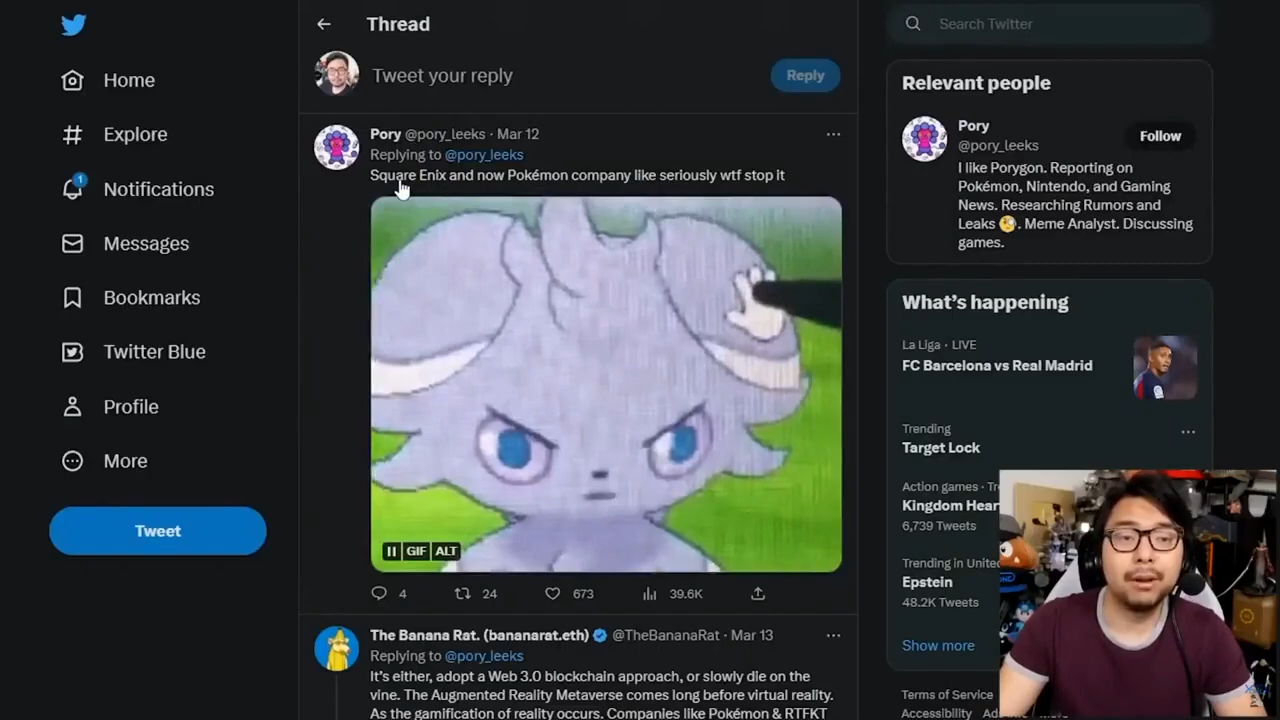 Home
Explore
1
Notifications
Messages
Bookmarks
Twitter Blue
Profile
More
Tweet
Thread
Tweet your reply
Reply
Pory @pory_leeks · Mar 12
Replying to @pory_leeks
Square Enix and now Pokémon company like seriously wtf stop it
GIF ALT
4
24
673
39.6K
The Banana Rat. (bananarat.eth) @TheBananaRat · Mar 13
Replying to @pory_leeks
It's either, adopt a Web 3.0 blockchain approach, or slowly die on the
vine. The Augmented Reality Metaverse comes long before virtual reality.
As the gamification of reality occurs. Companies like Pokémon & RTFKT
Search Twitter
Relevant people
Pory
@pory_leeks
Follow
I like Porygon. Reporting on
Pokémon, Nintendo, and Gaming
News. Researching Rumors and
Leaks 🧐. Meme Analyst. Discussing
games.
What's happening
La Liga · LIVE
FC Barcelona vs Real Madrid
Trending
Target Lock
Action games ·
Kingdom
6,739 Tweets
Trending in
Epstein
48.2K Tweets
Show more
Terms of Service
Accessibility